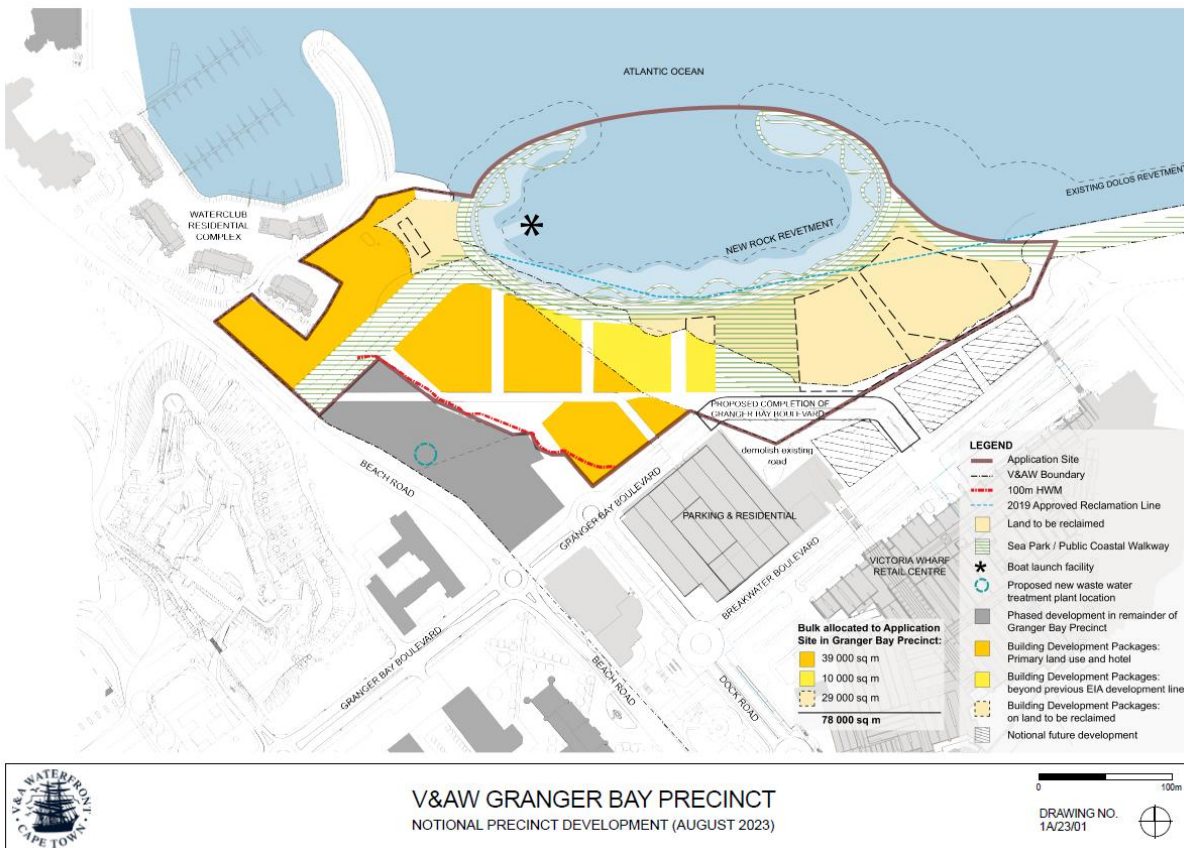 ATLANTIC OCEAN
EXISTING DOLOS REVETMENT
NEW ROCK REVETMENT
WATERCLUB
RESIDENTIAL
COMPLEX
PROPOSED COMPLETION OF
GRANGER BAY BOULEVARD
demolish existing
road
BEACH ROAD
GRANGER BAY BOULEVARD
PARKING & RESIDENTIAL
VICTORIA WHARF
RETAIL CENTRE
BREAKWATER BOULEVARD
GRANGER BAY BOULEVARD
BEACH ROAD
DOCK ROAD
Bulk allocated to Application
Site in Granger Bay Precinct:
39 000 sq m
10 000 sq m
29 000 sq m
78 000 sq m
LEGEND
Application Site
V&AW Boundary
100m HWM
2019 Approved Reclamation Line
Land to be reclaimed
Sea Park / Public Coastal Walkway
Boat launch facility
Proposed new waste water
treatment plant location
Phased development in remainder of
Granger Bay Precinct
Building Development Packages:
Primary land use and hotel
Building Development Packages:
beyond previous EIA development line
Building Development Packages:
on land to be reclaimed
Notional future development
V&A WATERFRONT
CAPE TOWN
V&AW GRANGER BAY PRECINCT
NOTIONAL PRECINCT DEVELOPMENT (AUGUST 2023)
0 100m
DRAWING NO.
1A/23/01